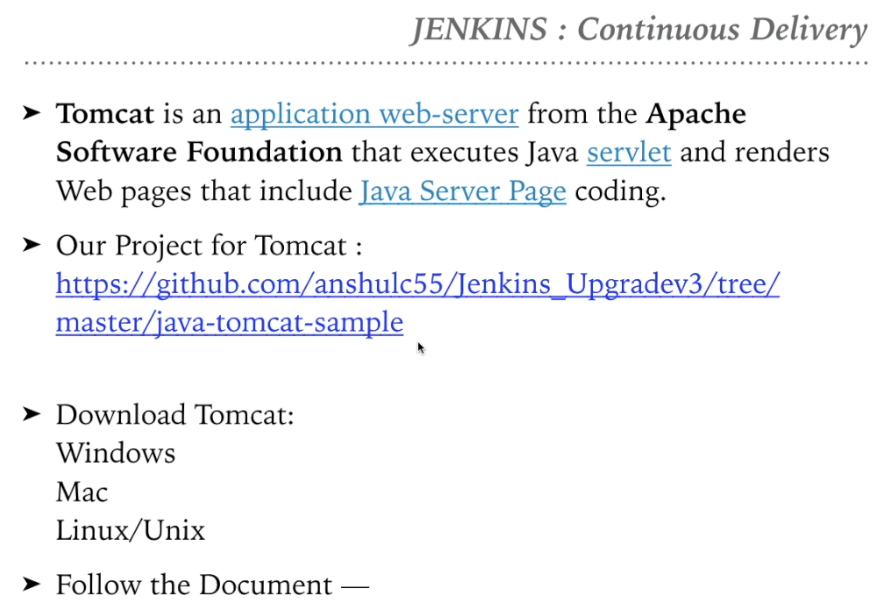 JENKINS : Continuous Delivery
➤ Tomcat is an application web-server from the Apache
Software Foundation that executes Java servlet and renders
Web pages that include Java Server Page coding.
➤ Our Project for Tomcat :
https://github.com/anshulc55/Jenkins_Upgradev3/tree/
master/java-tomcat-sample
➤ Download Tomcat:
Windows
Mac
Linux/Unix
➤ Follow the Document —